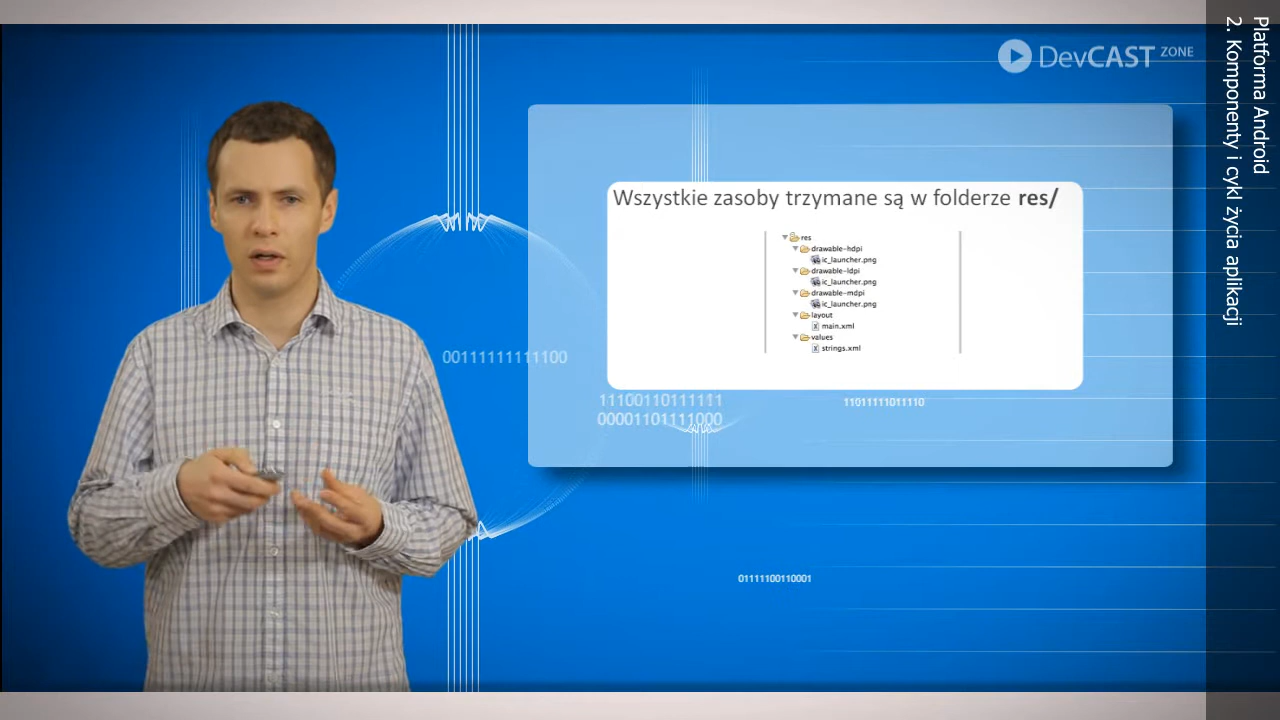 DevCAST ZONE
Platforma Android
2. Komponenty i cykl życia aplikacji
Wszystkie zasoby trzymane są w folderze res/
res
drawable-hdpi
ic_launcher.png
drawable-ldpi
ic_launcher.png
drawable-mdpi
ic_launcher.png
layout
main.xml
values
strings.xml
00111111111100
11100110111111
00001101111000
11011111011110
01111100110001